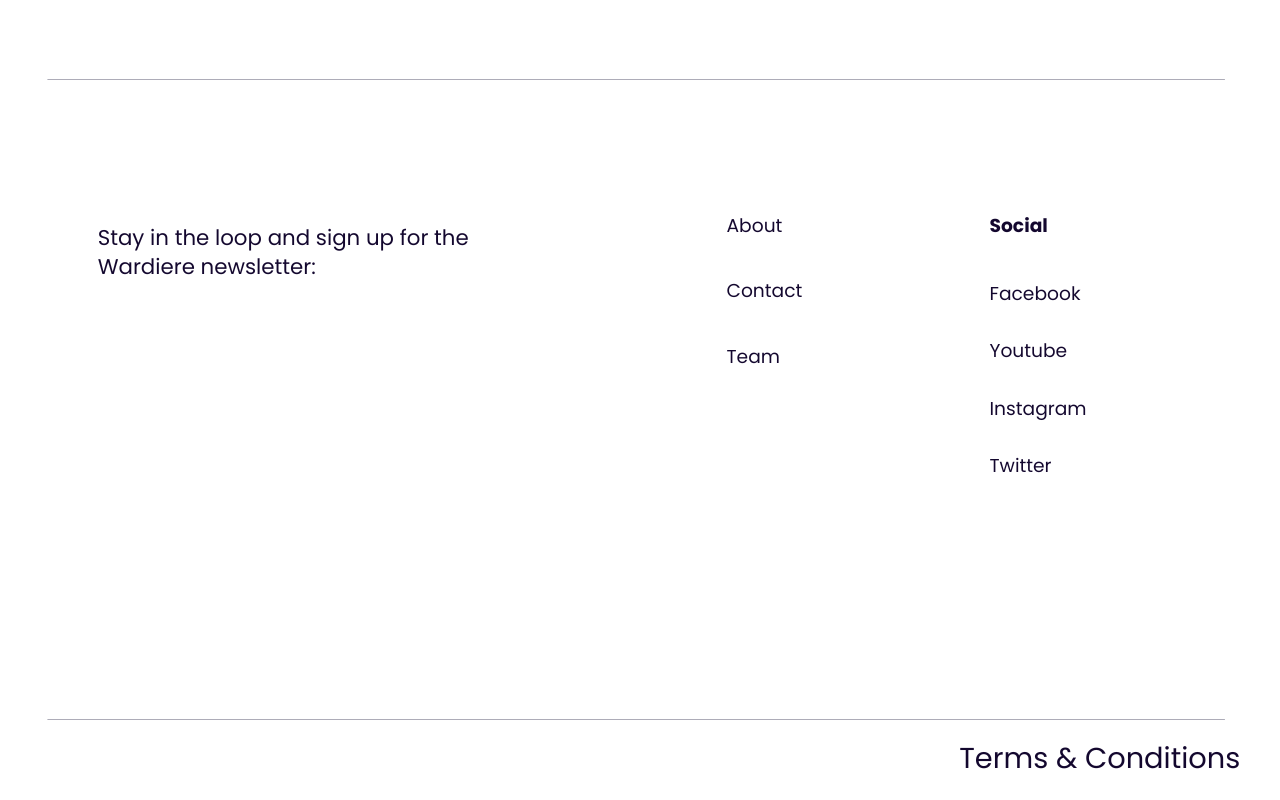 Stay in the loop and sign up for the
Wardiere newsletter:
About
Contact
Team
Social
Facebook
Youtube
Instagram
Twitter
Terms & Conditions